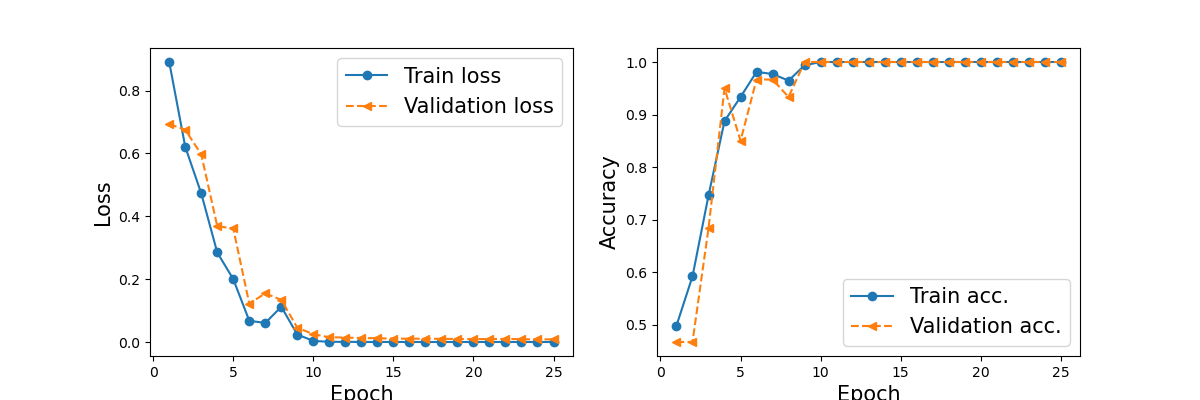 Train loss
Validation loss
0.8
0.6
0.4
0.2
0.0
Loss
0 5 10 15 20 25
Epoch
Train acc.
Validation acc.
1.0
0.9
0.8
0.7
0.6
0.5
Accuracy
0 5 10 15 20 25
Epoch